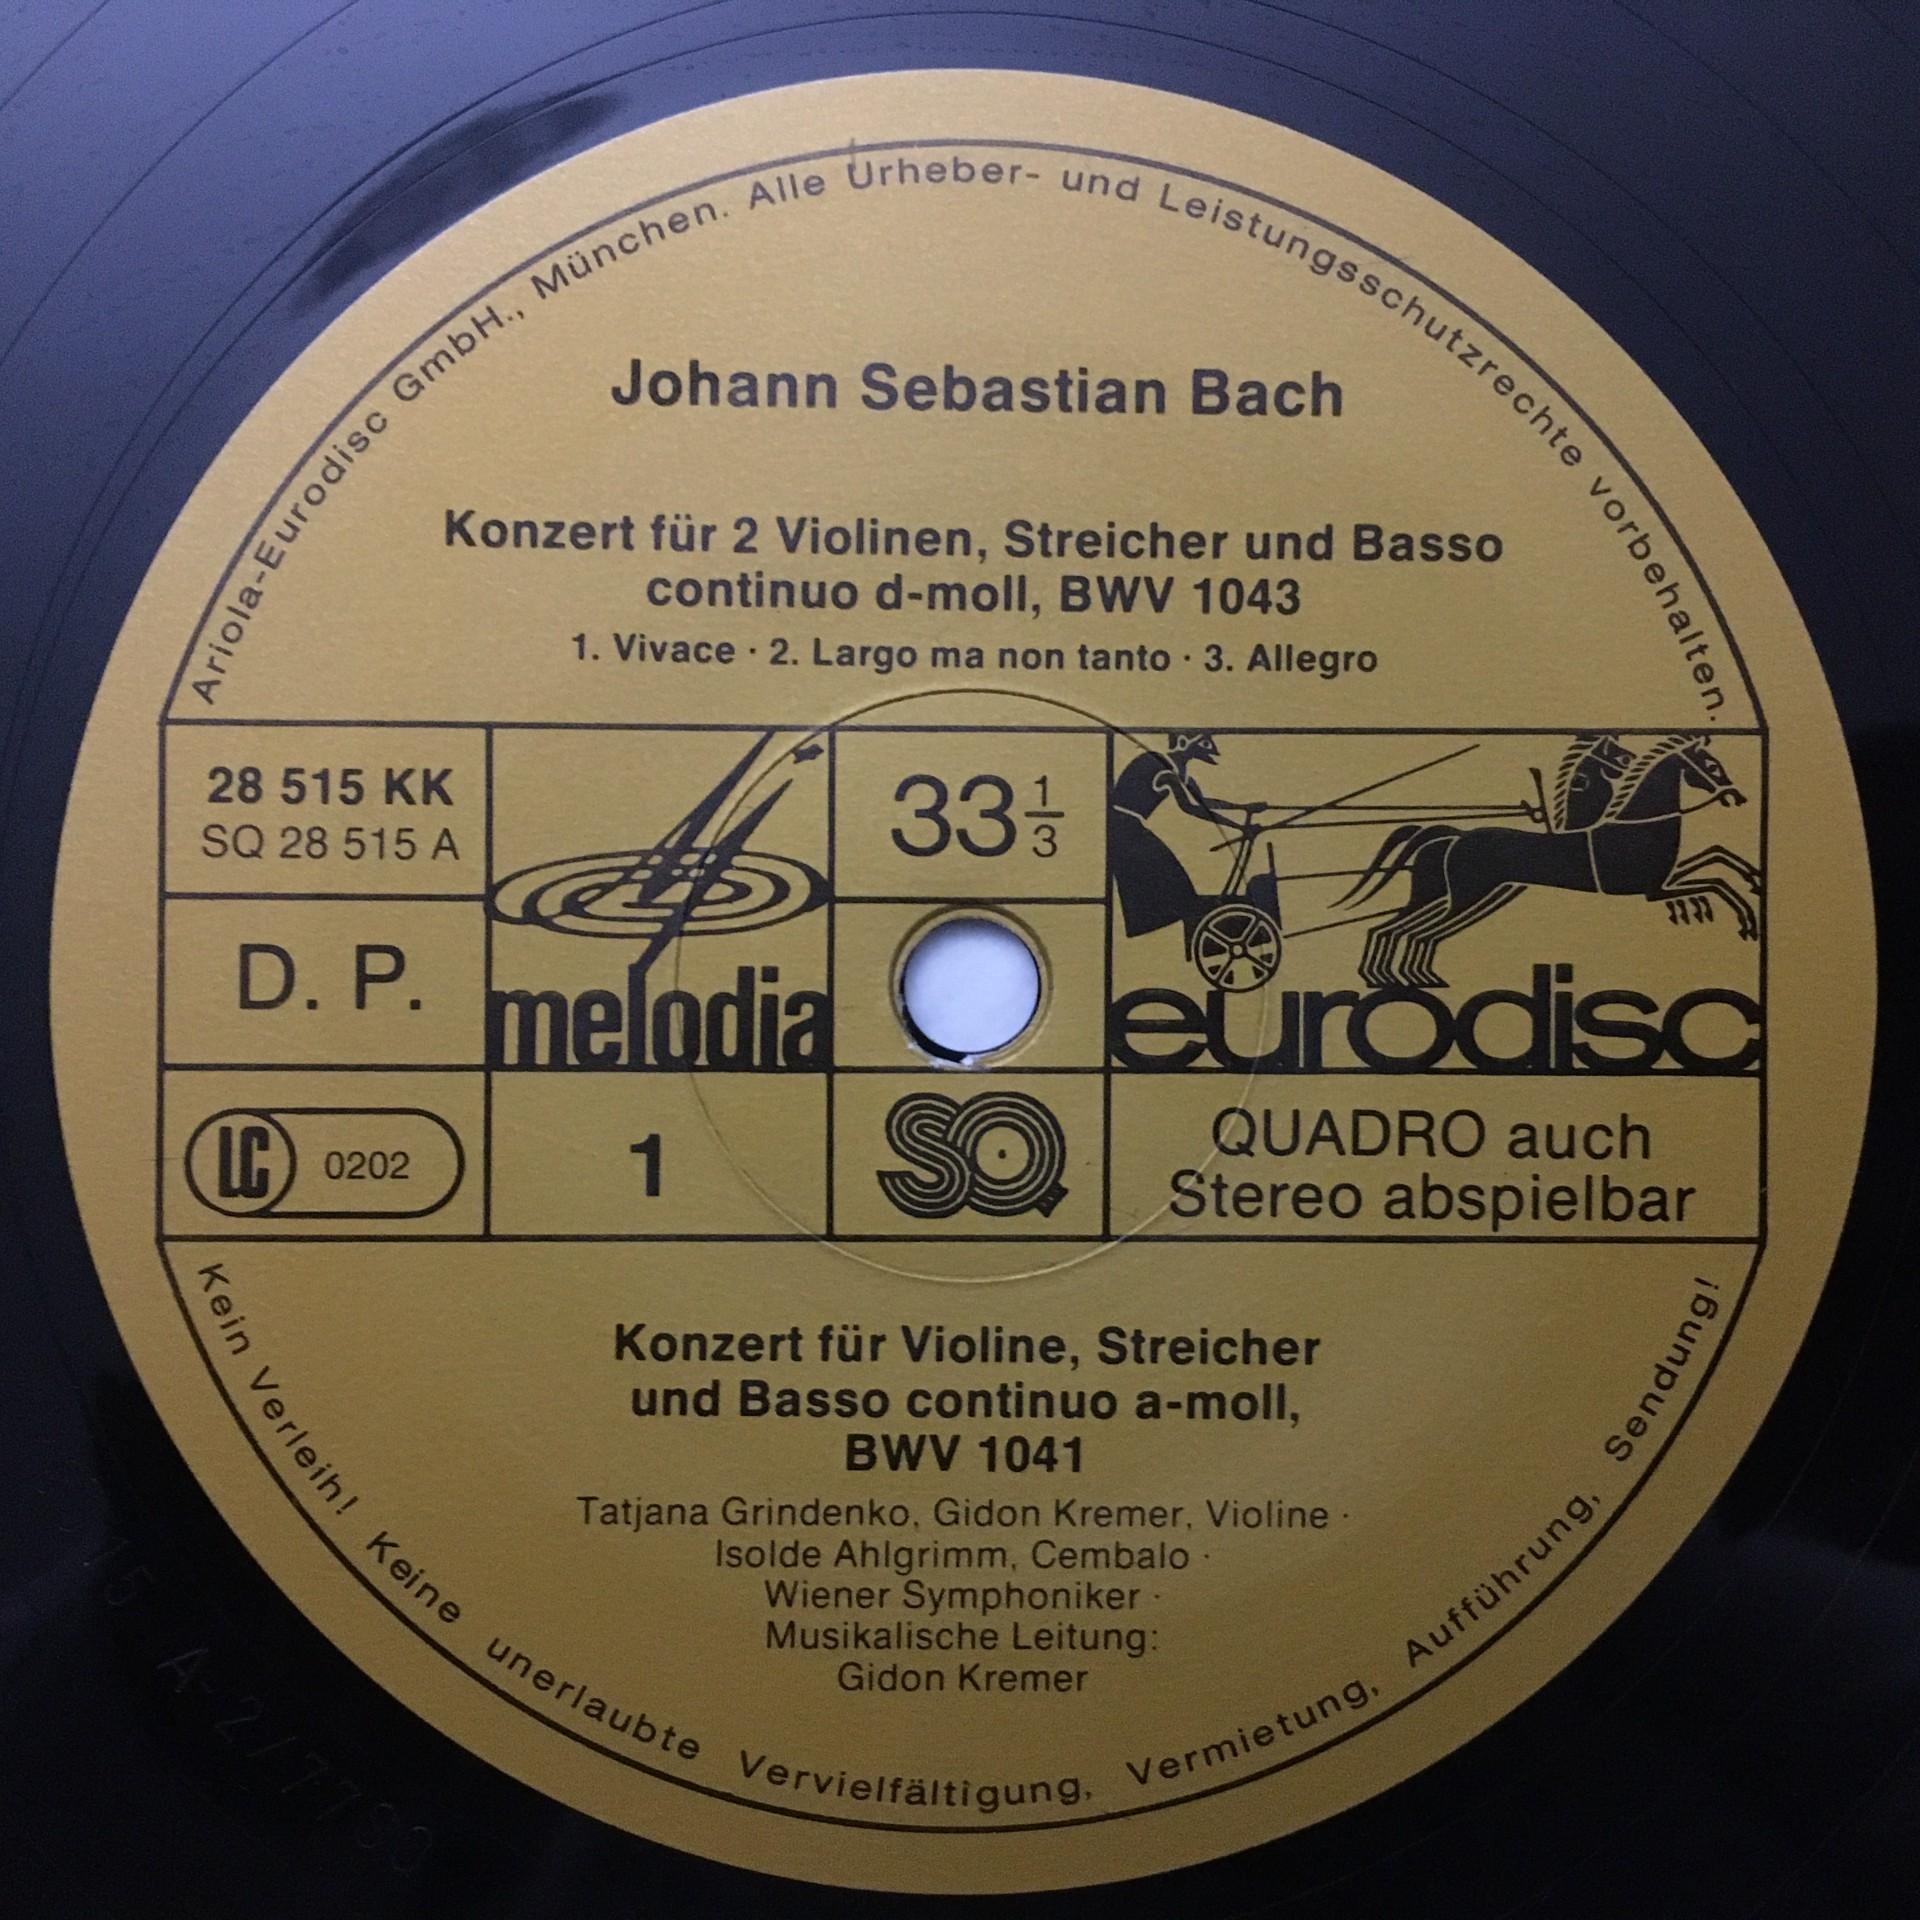 Ariola-Eurodisc GmbH., München. Alle Urheber- und Leistungsschutzrechte vorbehalten.
Johann Sebastian Bach
Konzert für 2 Violinen, Streicher und Basso
continuo d-moll, BWV 1043
1. Vivace · 2. Largo ma non tanto · 3. Allegro
28 515 KK
SQ 28 515 A
33 1/3
D. P.
melodia
eurodisc
LC 0202
1
SQ
QUADRO auch
Stereo abspielbar
Konzert für Violine, Streicher
und Basso continuo a-moll,
BWV 1041
Tatjana Grindenko, Gidon Kremer, Violine ·
Isolde Ahlgrimm, Cembalo ·
Wiener Symphoniker ·
Musikalische Leitung:
Gidon Kremer
Kein Verleih! Keine unerlaubte Vervielfältigung, Vermietung, Aufführung, Sendung!